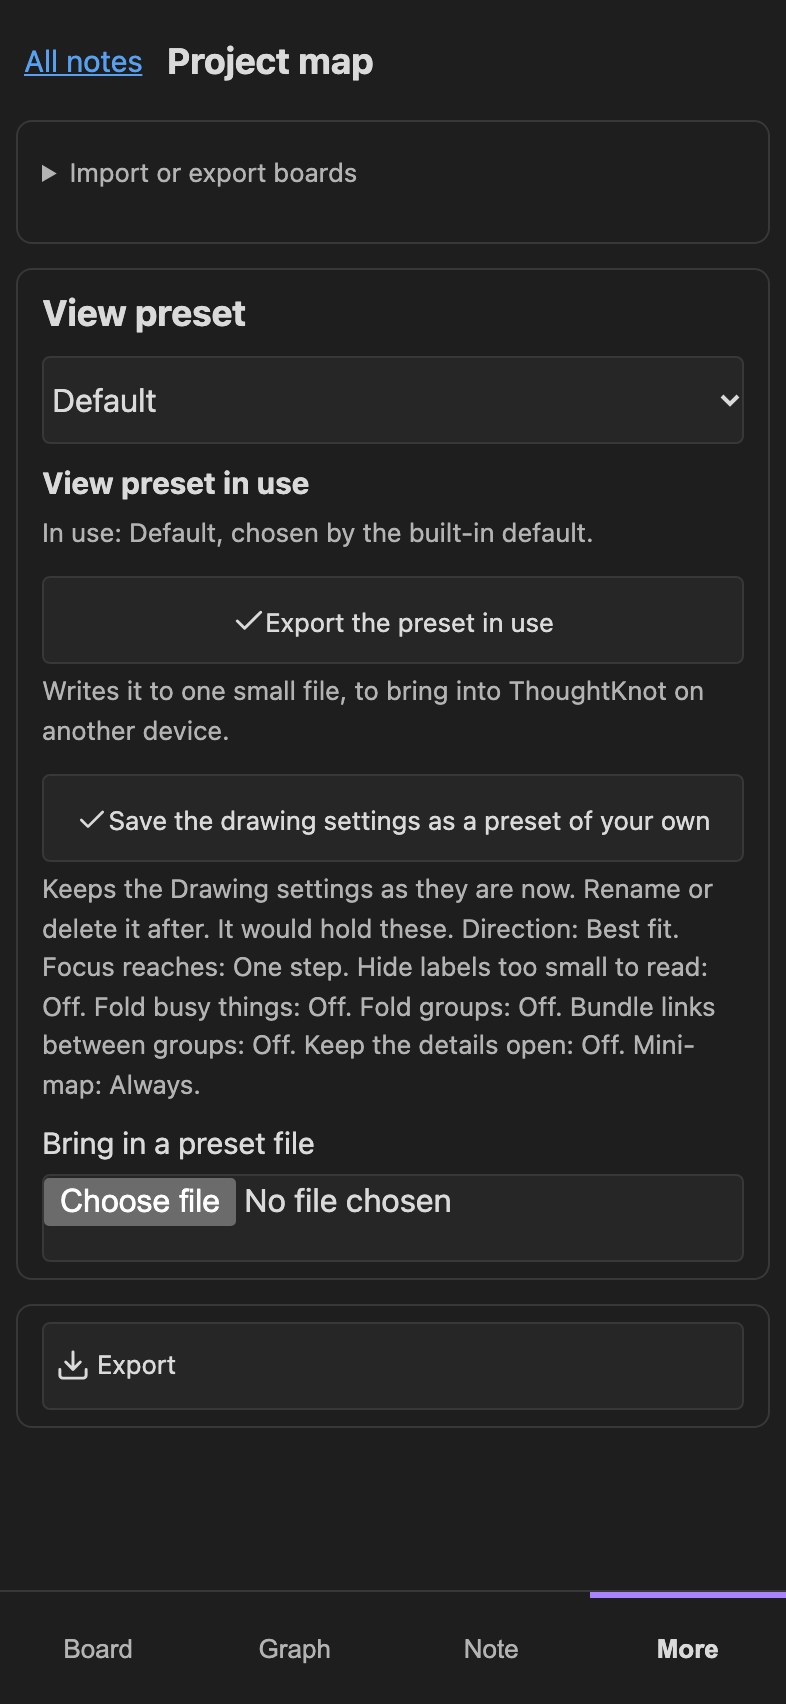 All notes Project map
Import or export boards
View preset
Default
View preset in use
In use: Default, chosen by the built-in default.
Export the preset in use
Writes it to one small file, to bring into ThoughtKnot on
another device.
Save the drawing settings as a preset of your own
Keeps the Drawing settings as they are now. Rename or
delete it after. It would hold these. Direction: Best fit.
Focus reaches: One step. Hide labels too small to read:
Off. Fold busy things: Off. Fold groups: Off. Bundle links
between groups: Off. Keep the details open: Off. Mini-
map: Always.
Bring in a preset file
Choose file No file chosen
Export
Board Graph Note More